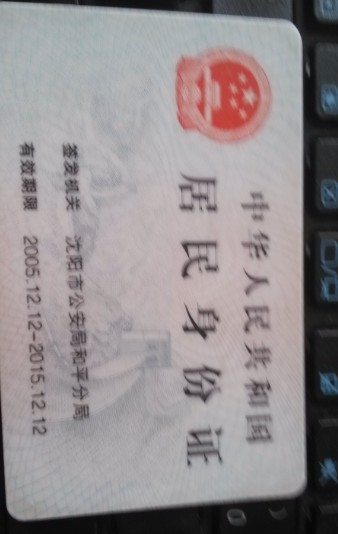 中华人民共和国
居民身份证
签发机关 沈阳市公安局和平分局
有效期限 2005.12.12-2015.12.12